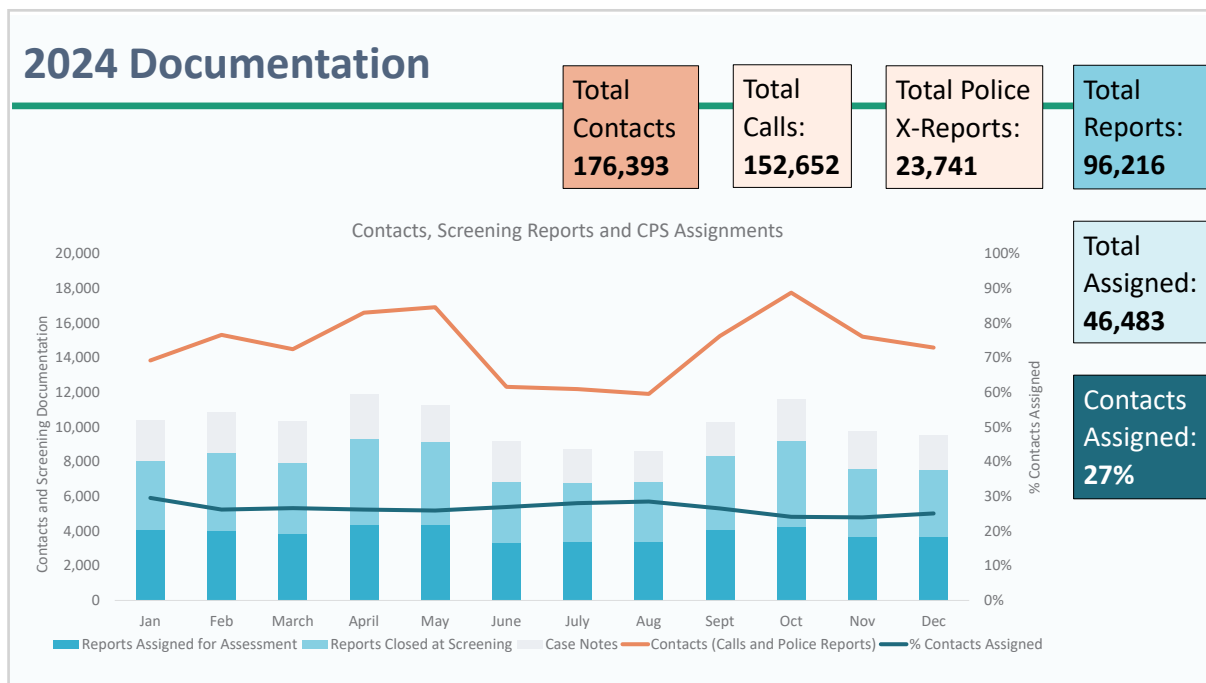 2024 Documentation
Total
Contacts
176,393
Total
Calls:
152,652
Total Police
X-Reports:
23,741
Total
Reports:
96,216
Total
Assigned:
46,483
Contacts
Assigned:
27%
Contacts, Screening Reports and CPS Assignments
Contacts and Screening Documentation
20,000
18,000
16,000
14,000
12,000
10,000
8,000
6,000
4,000
2,000
0
100%
90%
80%
70%
60%
50%
40%
30%
20%
10%
0%
% Contacts Assigned
Jan Feb March April May June July Aug Sept Oct Nov Dec
Reports Assigned for Assessment Reports Closed at Screening Case Notes Contacts (Calls and Police Reports) % Contacts Assigned